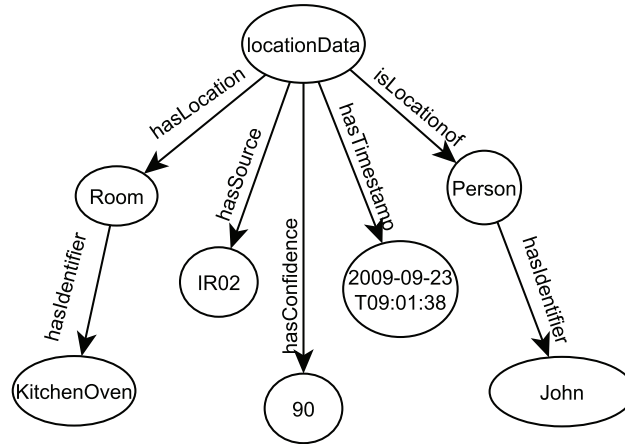 locationData
hasLocation
hasSource
hasConfidence
hasTimestamp
isLocationof
Room
Person
IR02
2009-09-23
T09:01:38
hasIdentifier
hasIdentifier
KitchenOven
90
John